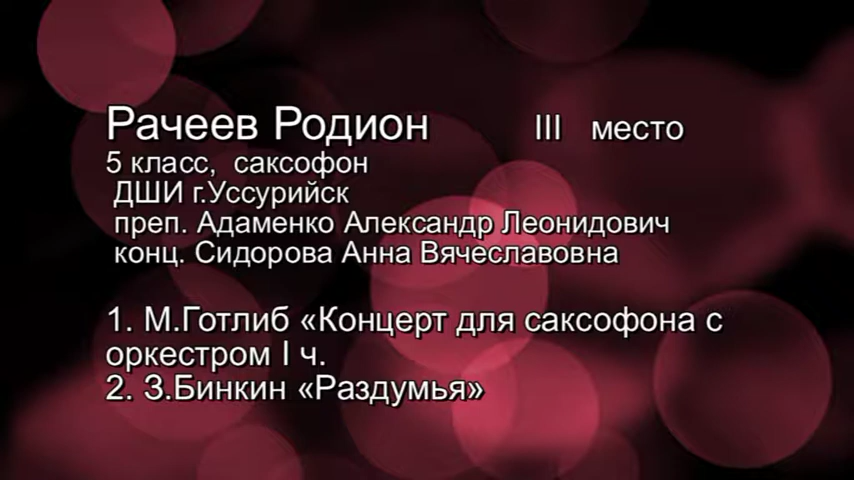 Рачеев Родион III место
5 класс, саксофон
ДШИ г.Уссурийск
преп. Адаменко Александр Леонидович
конц. Сидорова Анна Вячеславовна
1. М.Готлиб «Концерт для саксофона с
оркестром I ч.
2. З.Бинкин «Раздумья»